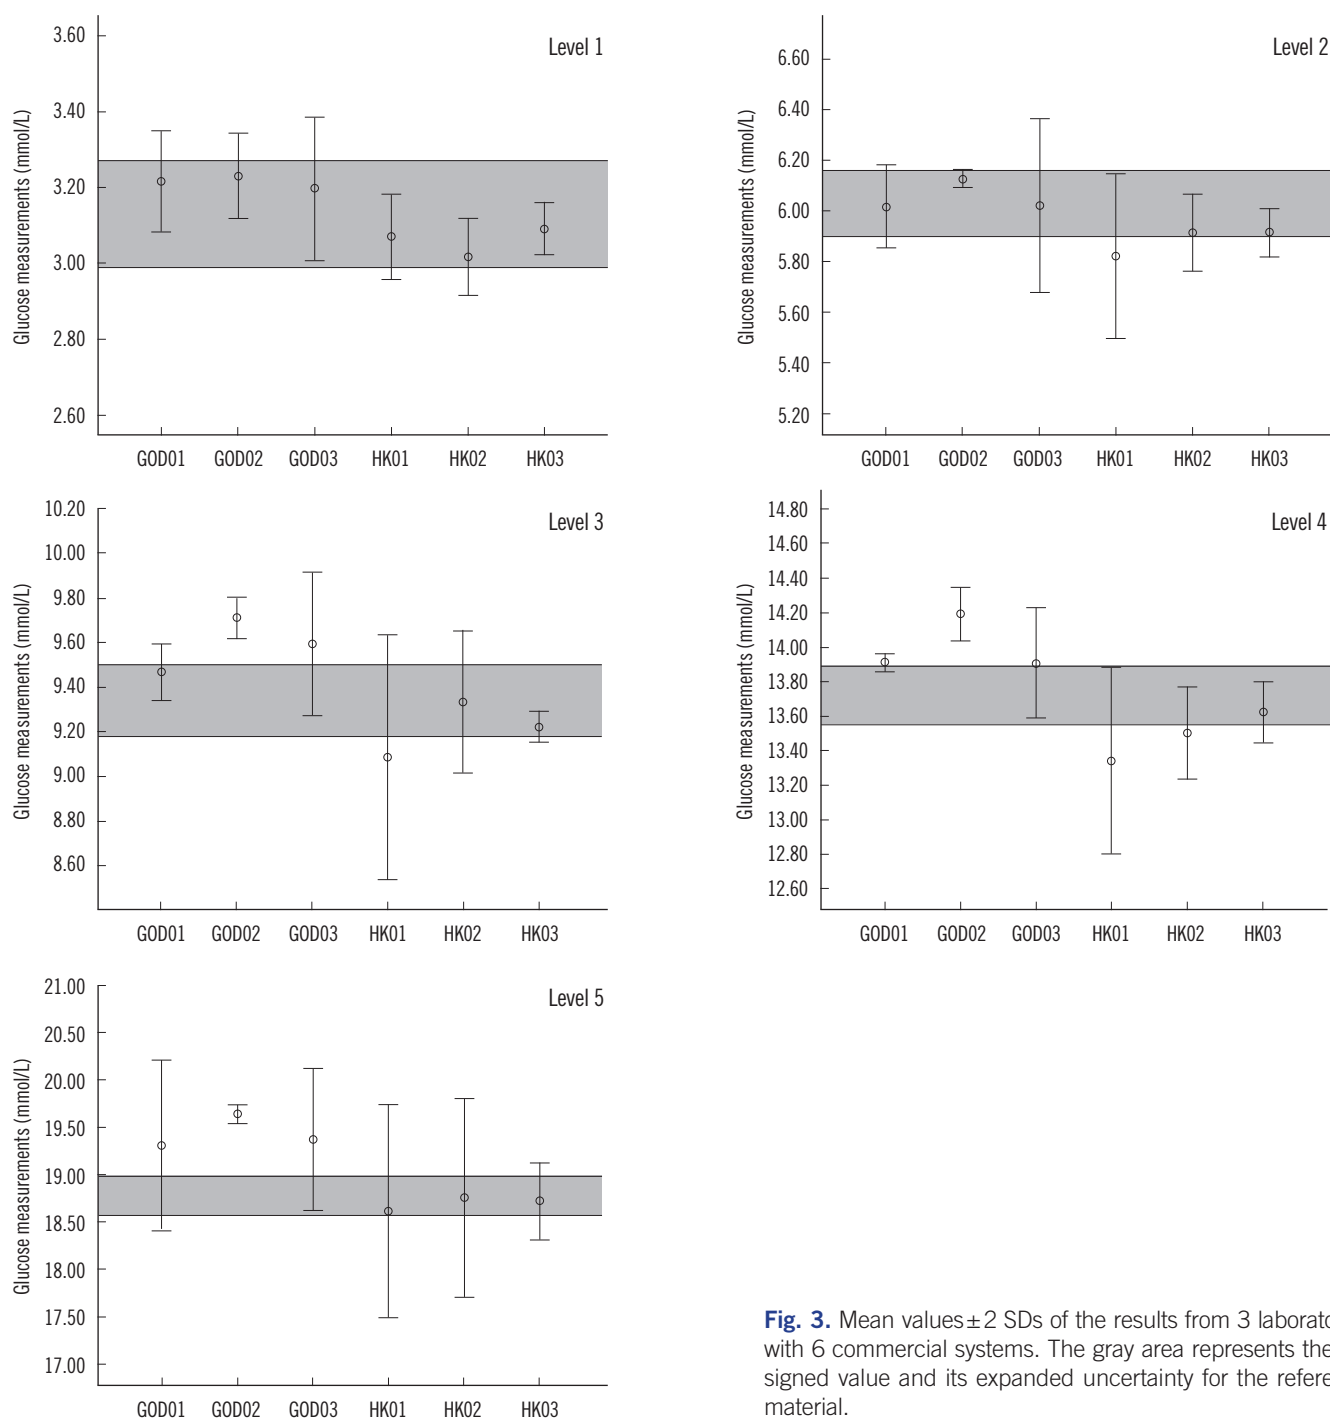 Level 1
Glucose measurements (mmol/L)
3.60
3.40
3.20
3.00
2.80
2.60
GOD01 GOD02 GOD03 HK01 HK02 HK03
Level 2
Glucose measurements (mmol/L)
6.60
6.40
6.20
6.00
5.80
5.60
5.40
5.20
GOD01 GOD02 GOD03 HK01 HK02 HK03
Level 3
Glucose measurements (mmol/L)
10.20
10.00
9.80
9.60
9.40
9.20
9.00
8.80
8.60
GOD01 GOD02 GOD03 HK01 HK02 HK03
Level 4
Glucose measurements (mmol/L)
14.80
14.60
14.40
14.20
14.00
13.80
13.60
13.40
13.20
13.00
12.80
12.60
GOD01 GOD02 GOD03 HK01 HK02 HK03
Level 5
Glucose measurements (mmol/L)
21.00
20.50
20.00
19.50
19.00
18.50
18.00
17.50
17.00
GOD01 GOD02 GOD03 HK01 HK02 HK03
Fig. 3. Mean values±2 SDs of the results from 3 laborato
with 6 commercial systems. The gray area represents the
signed value and its expanded uncertainty for the refere
material.